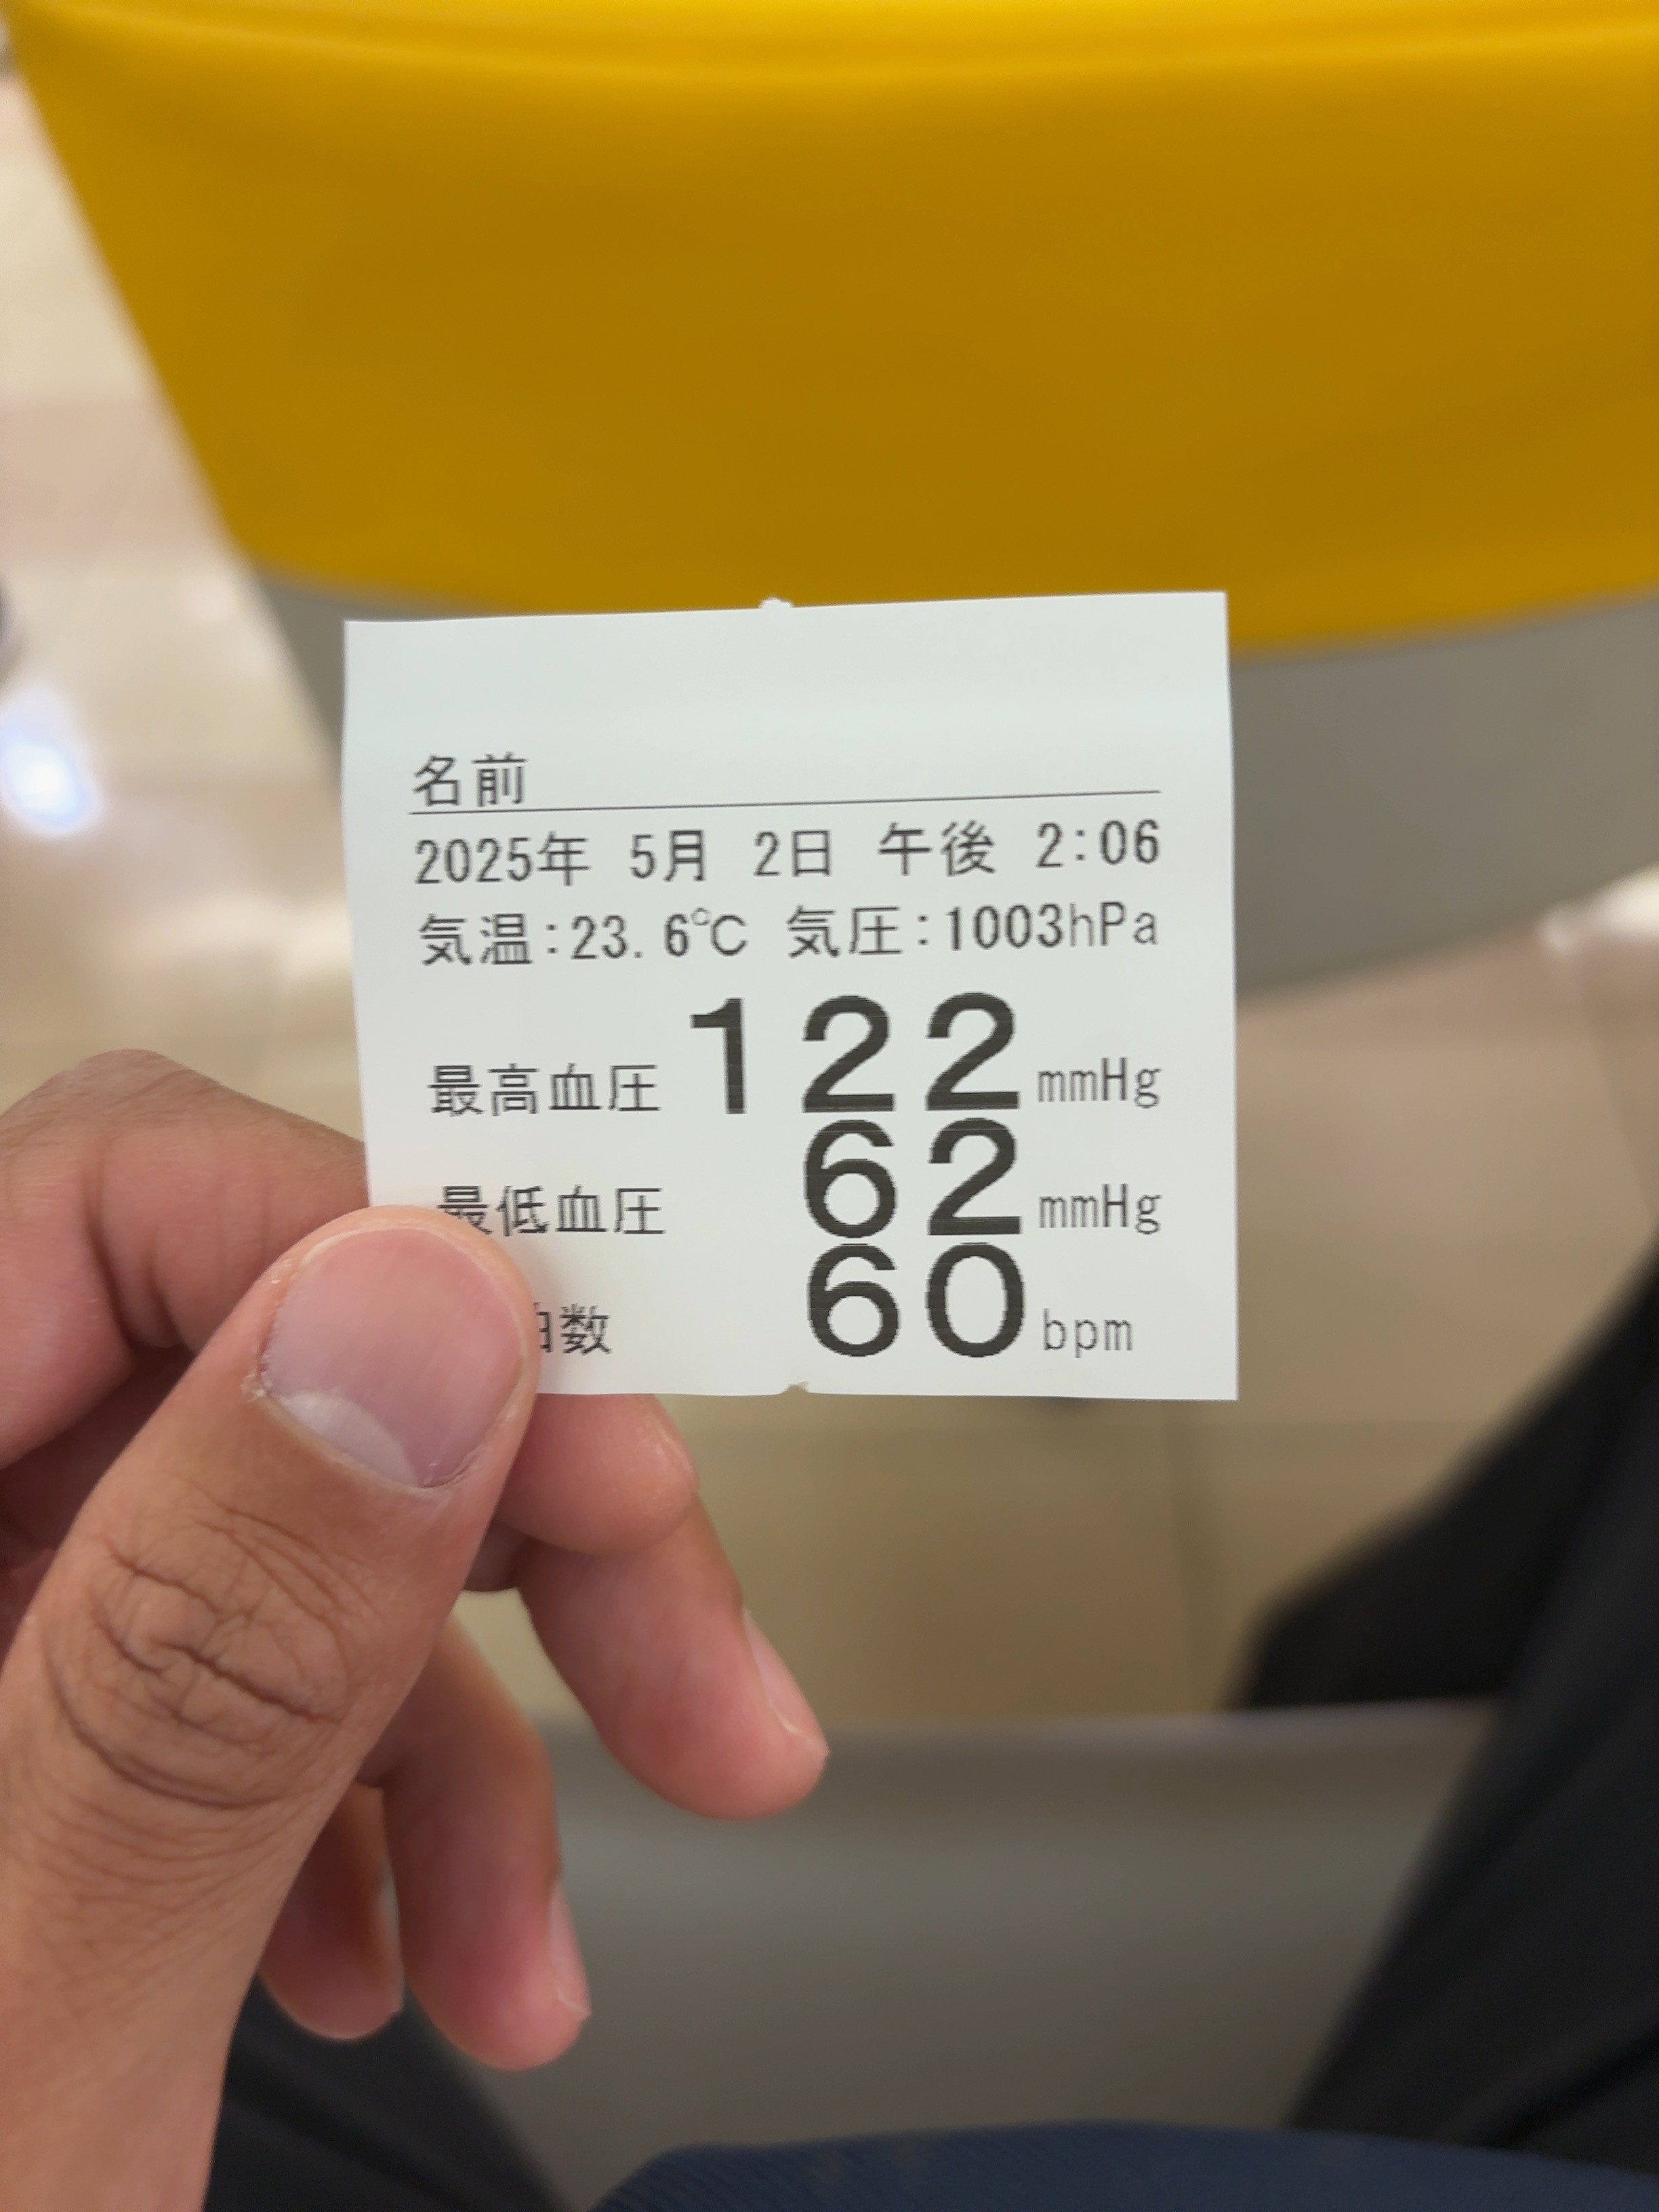 名前
2025年 5月 2日 午後 2:06
気温:23.6℃ 気圧:1003hPa
最高血圧 122 mmHg
最低血圧 62 mmHg
数 60 bpm